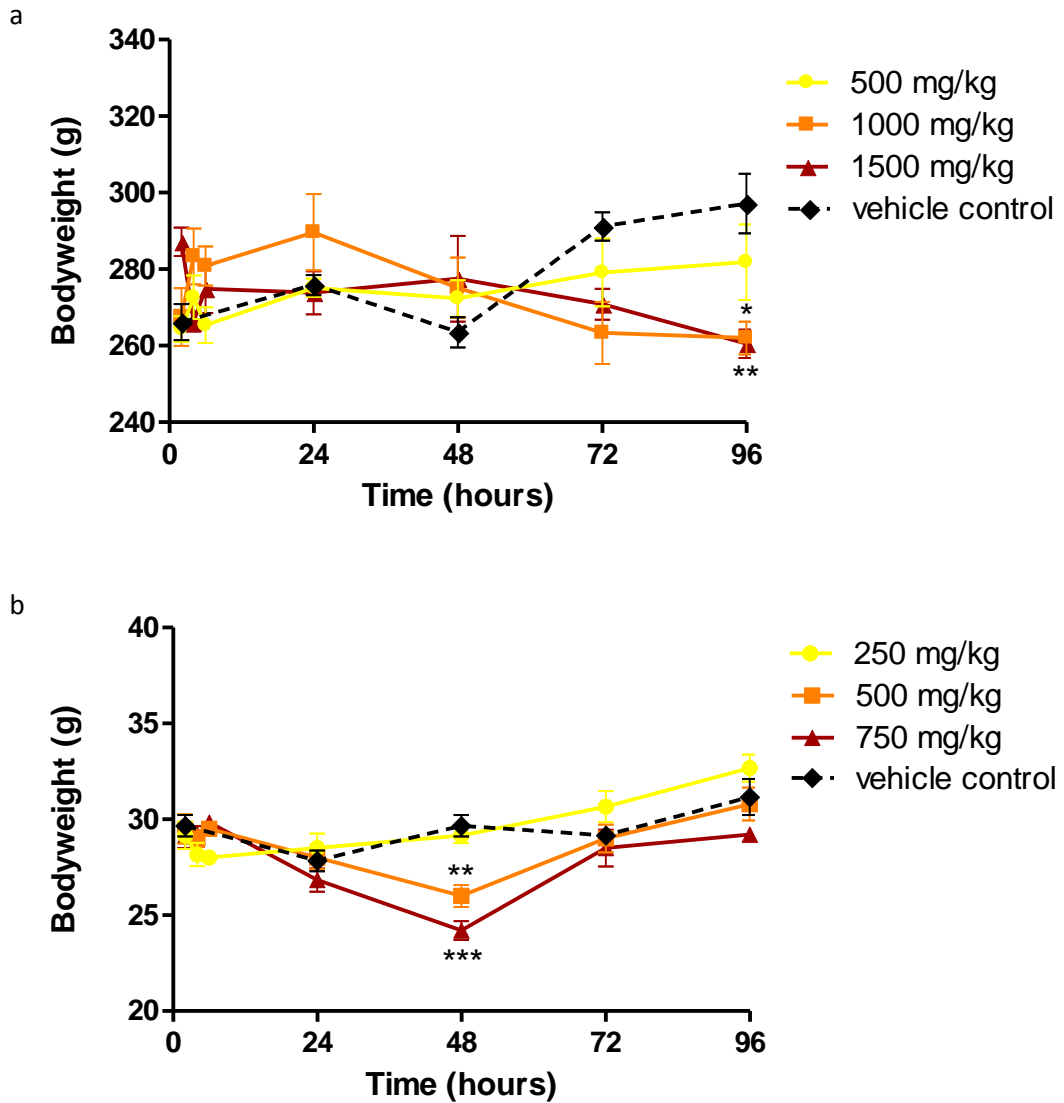 a
340
320
300
280
260
240
Bodyweight (g)
0 24 48 72 96
Time (hours)
*
**
500 mg/kg
1000 mg/kg
1500 mg/kg
vehicle control
b
40
35
30
25
20
Bodyweight (g)
0 24 48 72 96
Time (hours)
**
***
250 mg/kg
500 mg/kg
750 mg/kg
vehicle control